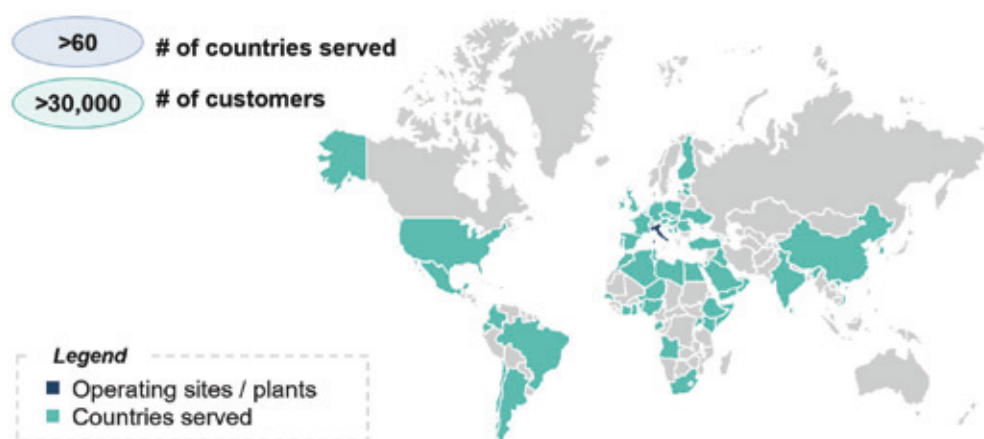 >60 # of countries served
>30,000 # of customers
Legend
Operating sites / plants
Countries served